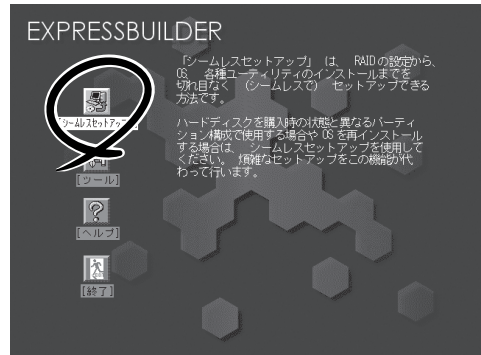 EXPRESSBUILDER
「シームレスセットアップ」 は、 RAIDの設定から、
OS、 各種ユーティリティのインストールまでを
切れ目なく (シームレスで) セットアップできる
方法です。
ハードディスクを購入時の状態と異なるパーティ
ション構成で使用する場合や OSを再インストール
する場合は、 シームレスセットアップを使用して
ください。 煩雑なセットアップをこの機能が代
わって行います。
[シームレスセットアップ]
[ツール]
[ヘルプ]
[終了]